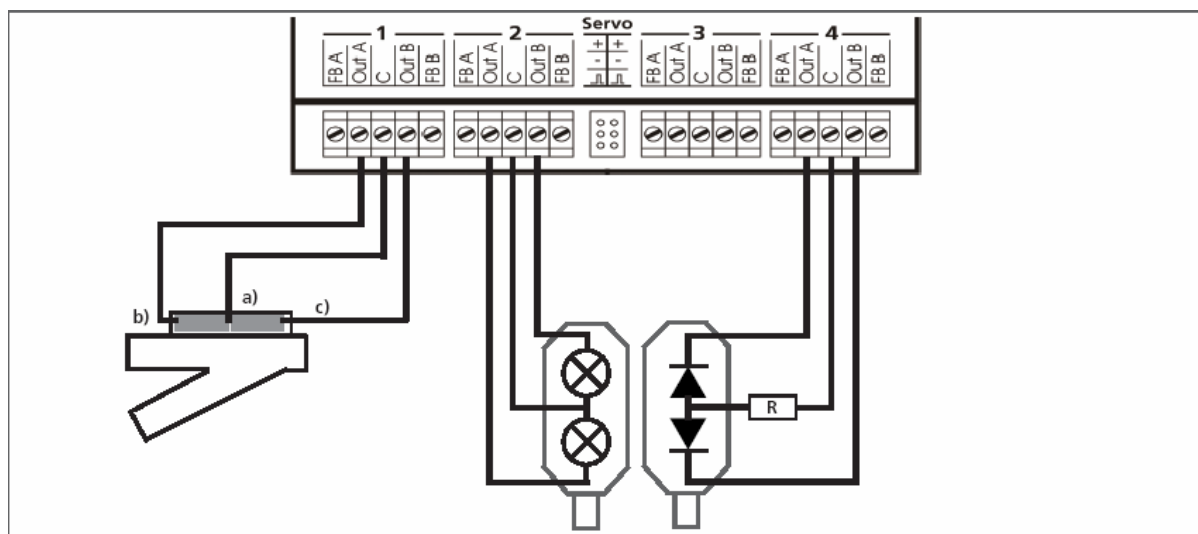 Servo
1 2 3 4
FB A Out A C Out B FB B FB A Out A C Out B FB B + + FB A Out A C Out B FB B FB A Out A C Out B FB B
- -
a)
b) c)
R